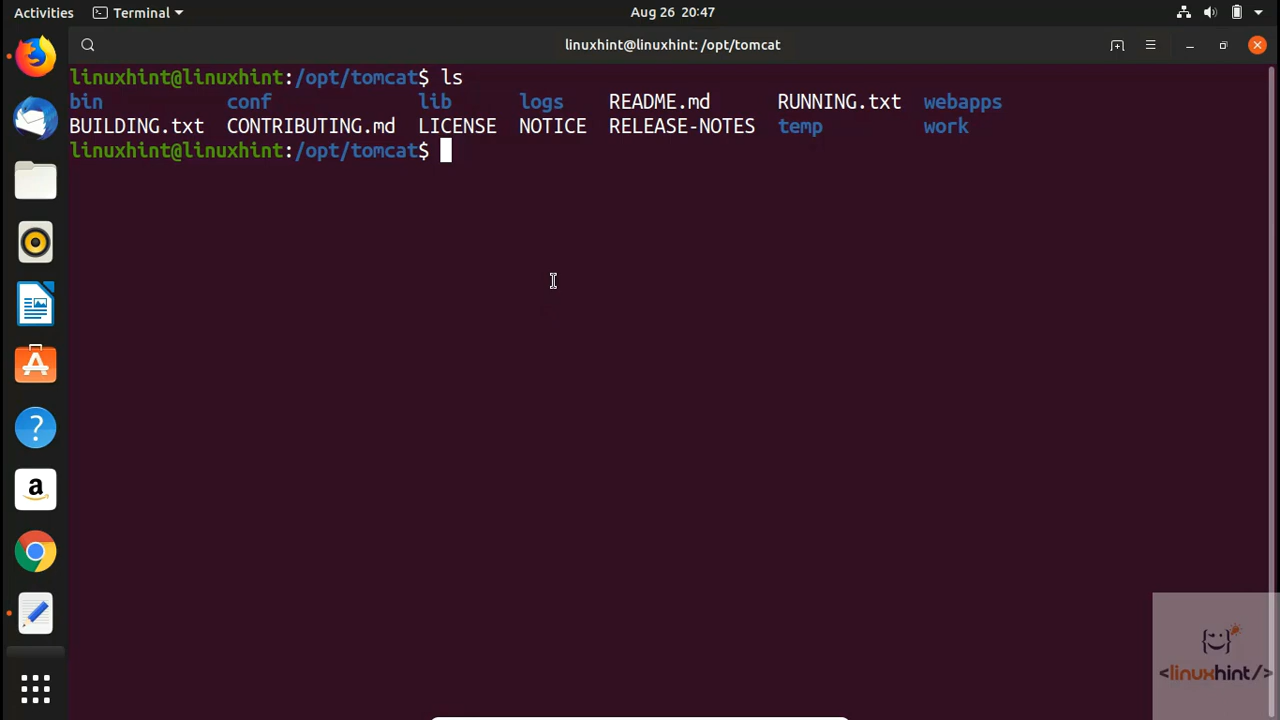 Activities Terminal Aug 26 20:47
linuxhint@linuxhint: /opt/tomcat
linuxhint@linuxhint:/opt/tomcat$ ls
bin conf lib logs README.md RUNNING.txt webapps
BUILDING.txt CONTRIBUTING.md LICENSE NOTICE RELEASE-NOTES temp work
linuxhint@linuxhint:/opt/tomcat$
<linuxhint/>